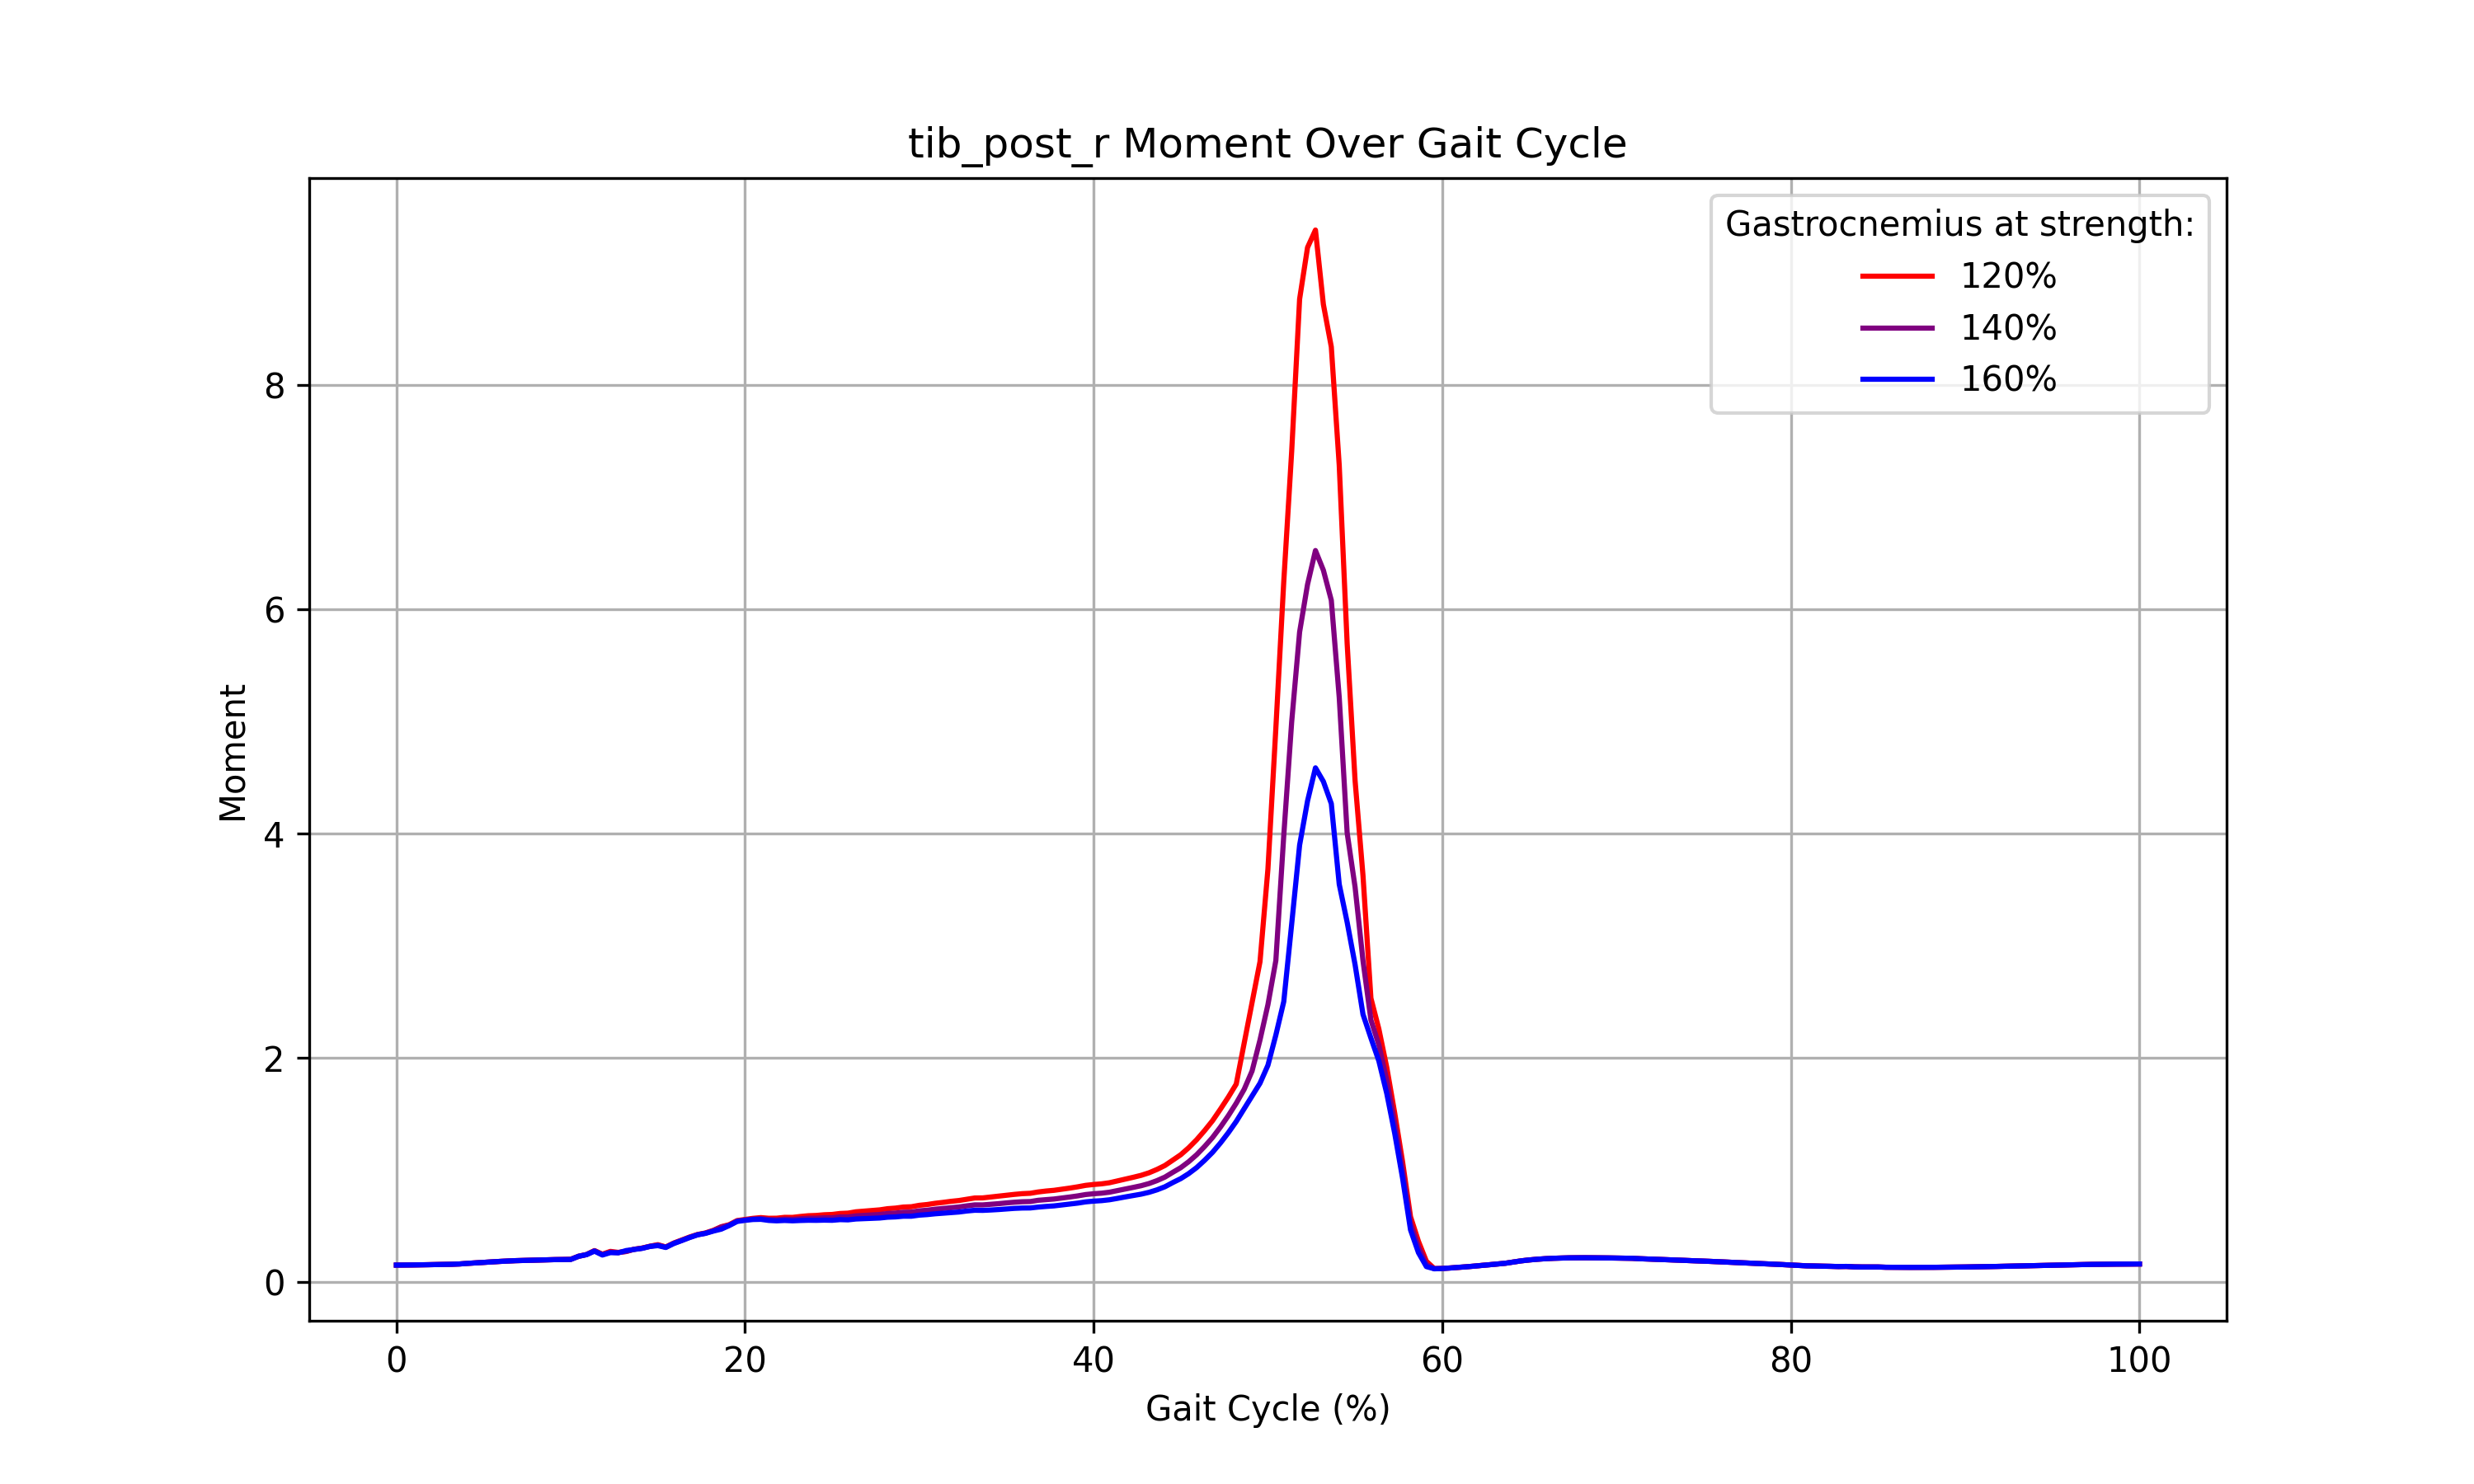 tib_post_r Moment Over Gait Cycle
Gastrocnemius at strength:
120%
140%
160%
8
6
4
2
0
Moment
0 20 40 60 80 100
Gait Cycle (%)